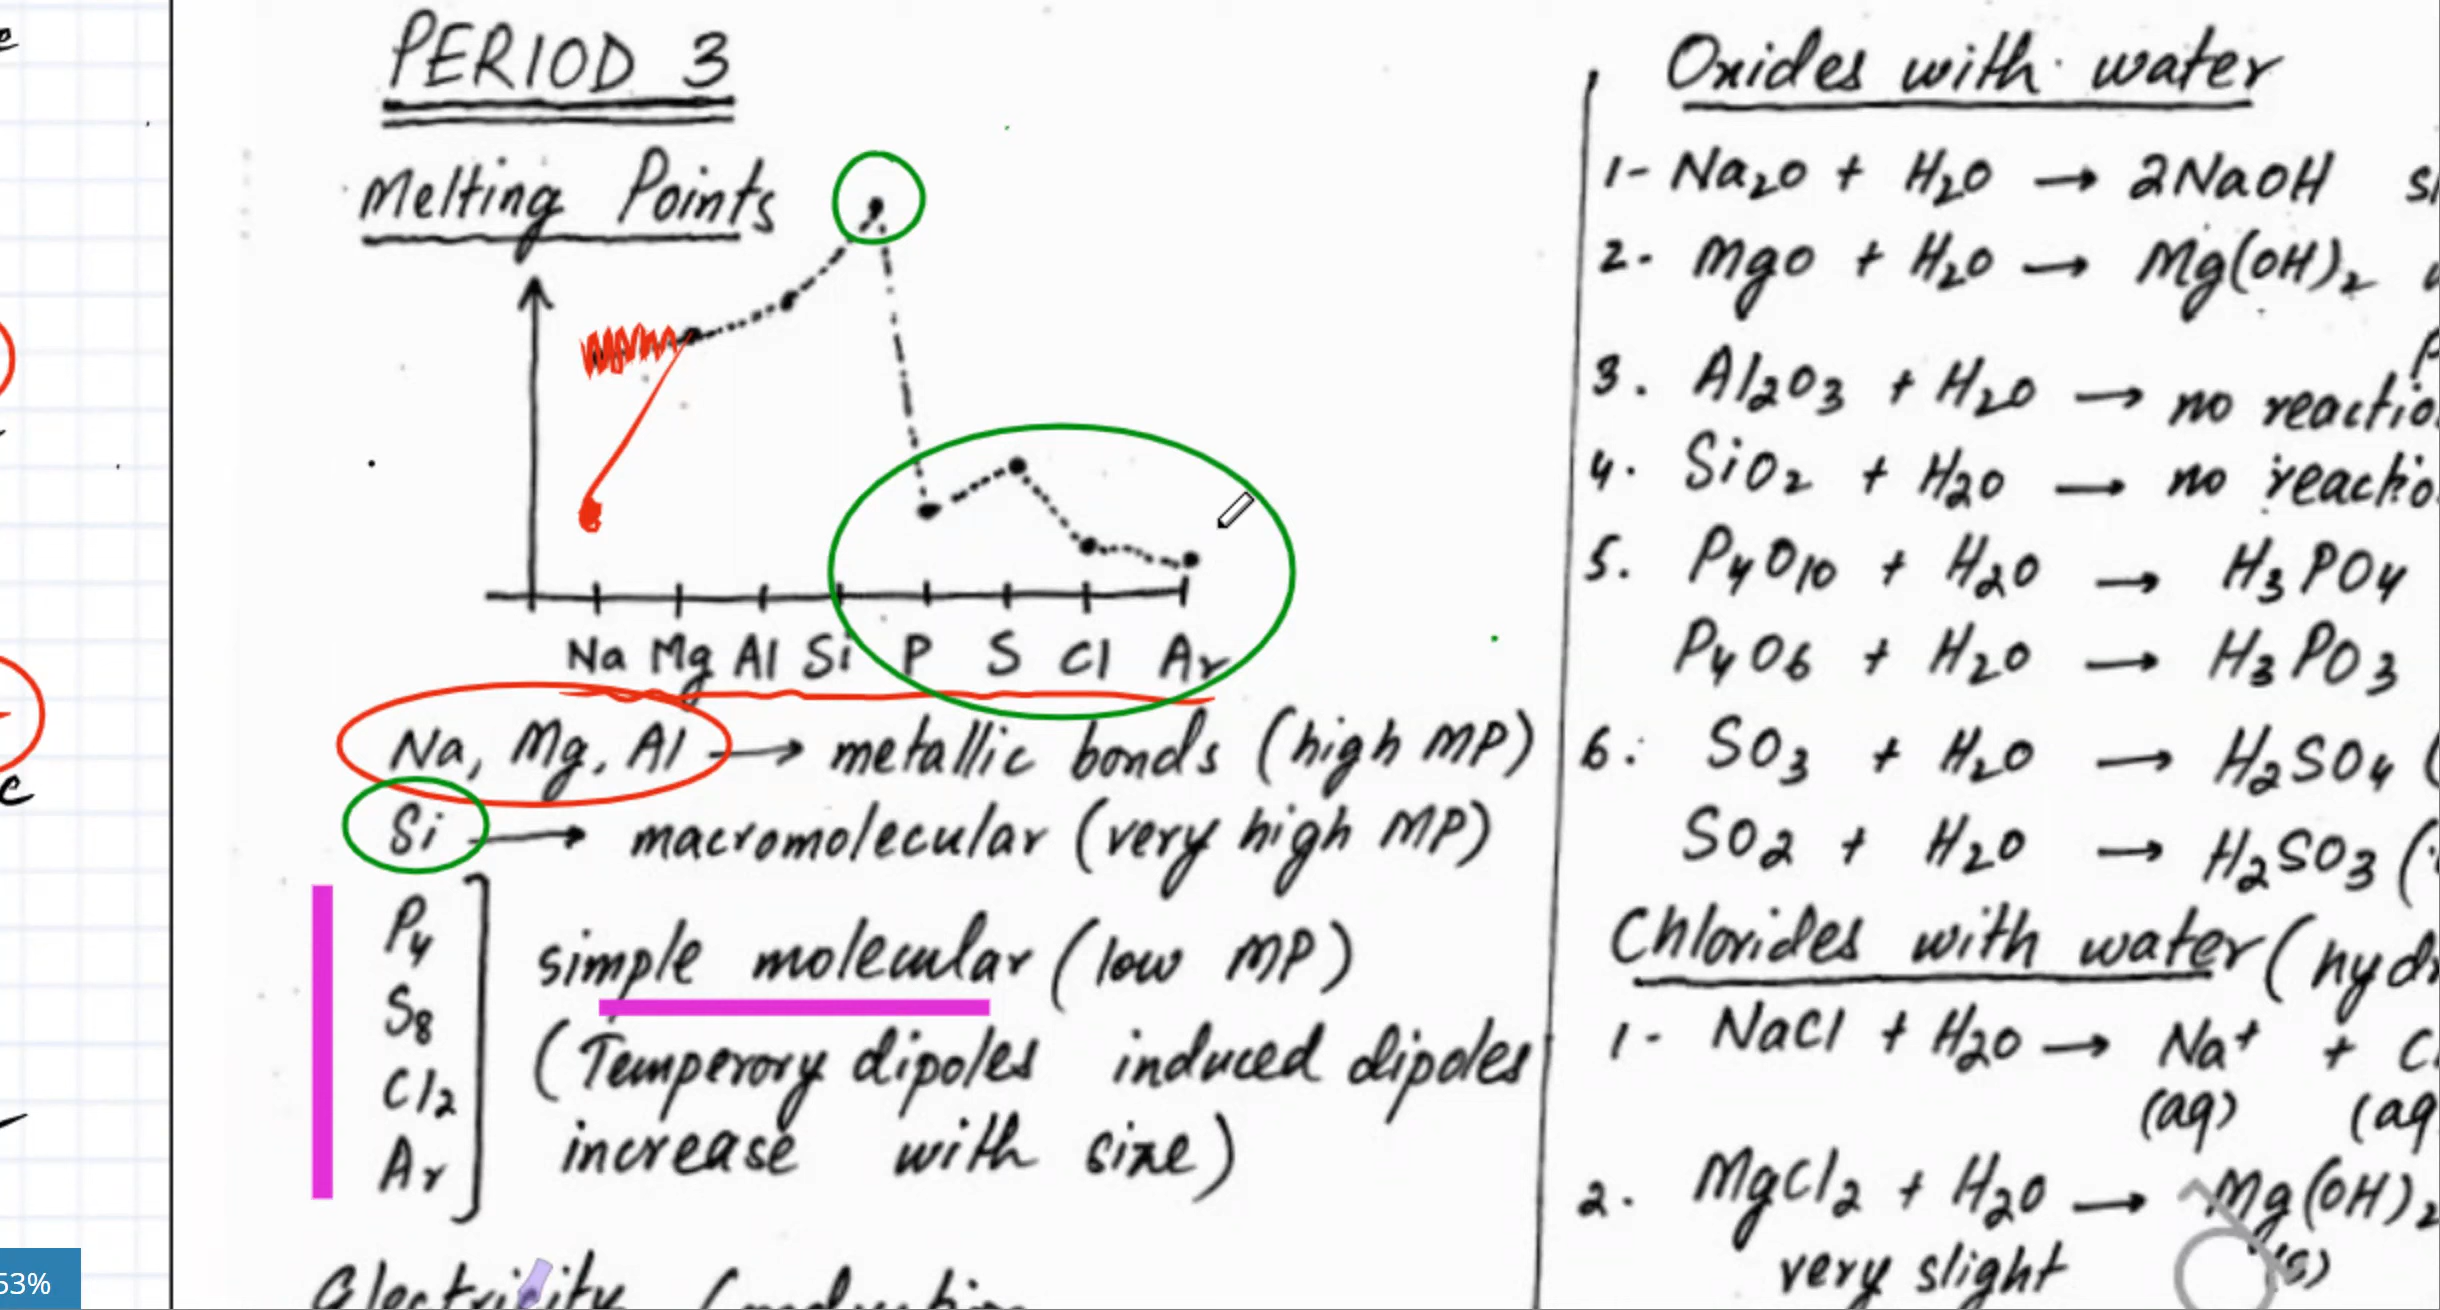 PERIOD 3
Melting Points
Na Mg Al Si P S Cl Ar
Na, Mg, Al → metallic bonds (high MP)
Si → macromolecular (very high MP)
P4
S8
Cl2
Ar
simple molecular (low MP)
(Temperory dipoles induced dipoles
increase with size)
Oxides with water
1- Na2O + H2O → 2NaOH
2. MgO + H2O → Mg(OH)2
3. Al2O3 + H2O → no reactio
4. SiO2 + H2O → no reactio
5. P4O10 + H2O → H3PO4
P4O6 + H2O → H3PO3
6. SO3 + H2O → H2SO4 (
SO2 + H2O → H2SO3 (
Chlorides with water (hyd
1- NaCl + H2O → Na+ + C
(aq) (aq
2. MgCl2 + H2O → Mg(OH)2
very slight (s)
53%